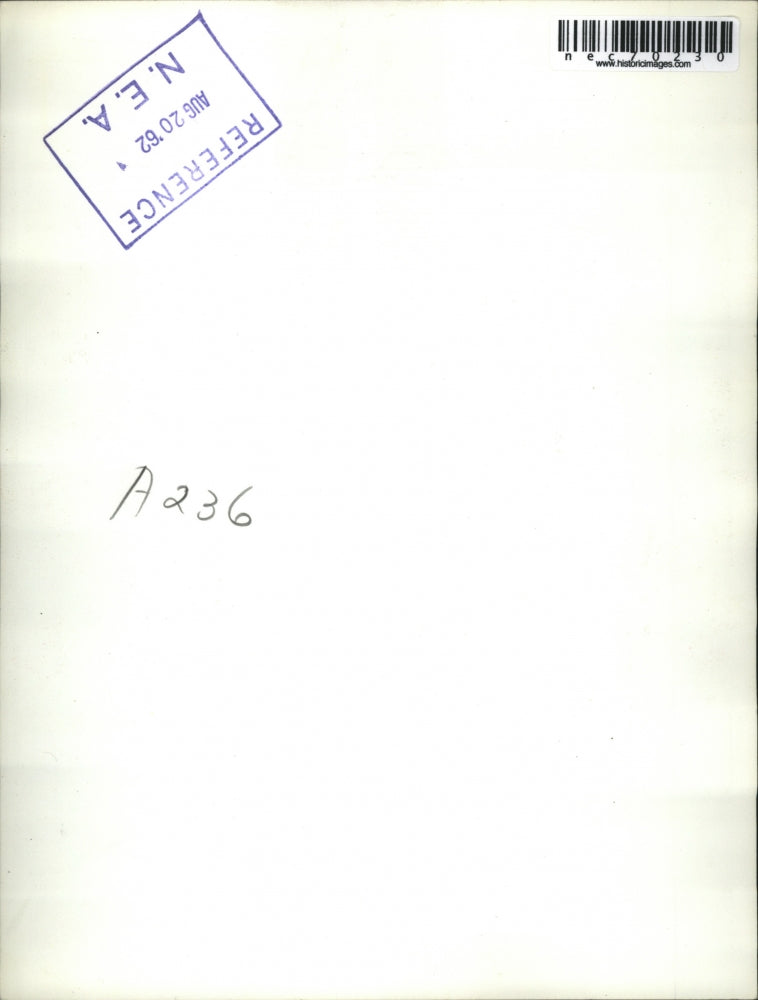 REFERENCE
AUG 20 '62
N. E. A.
nec70230
www.historicimages.com
A236